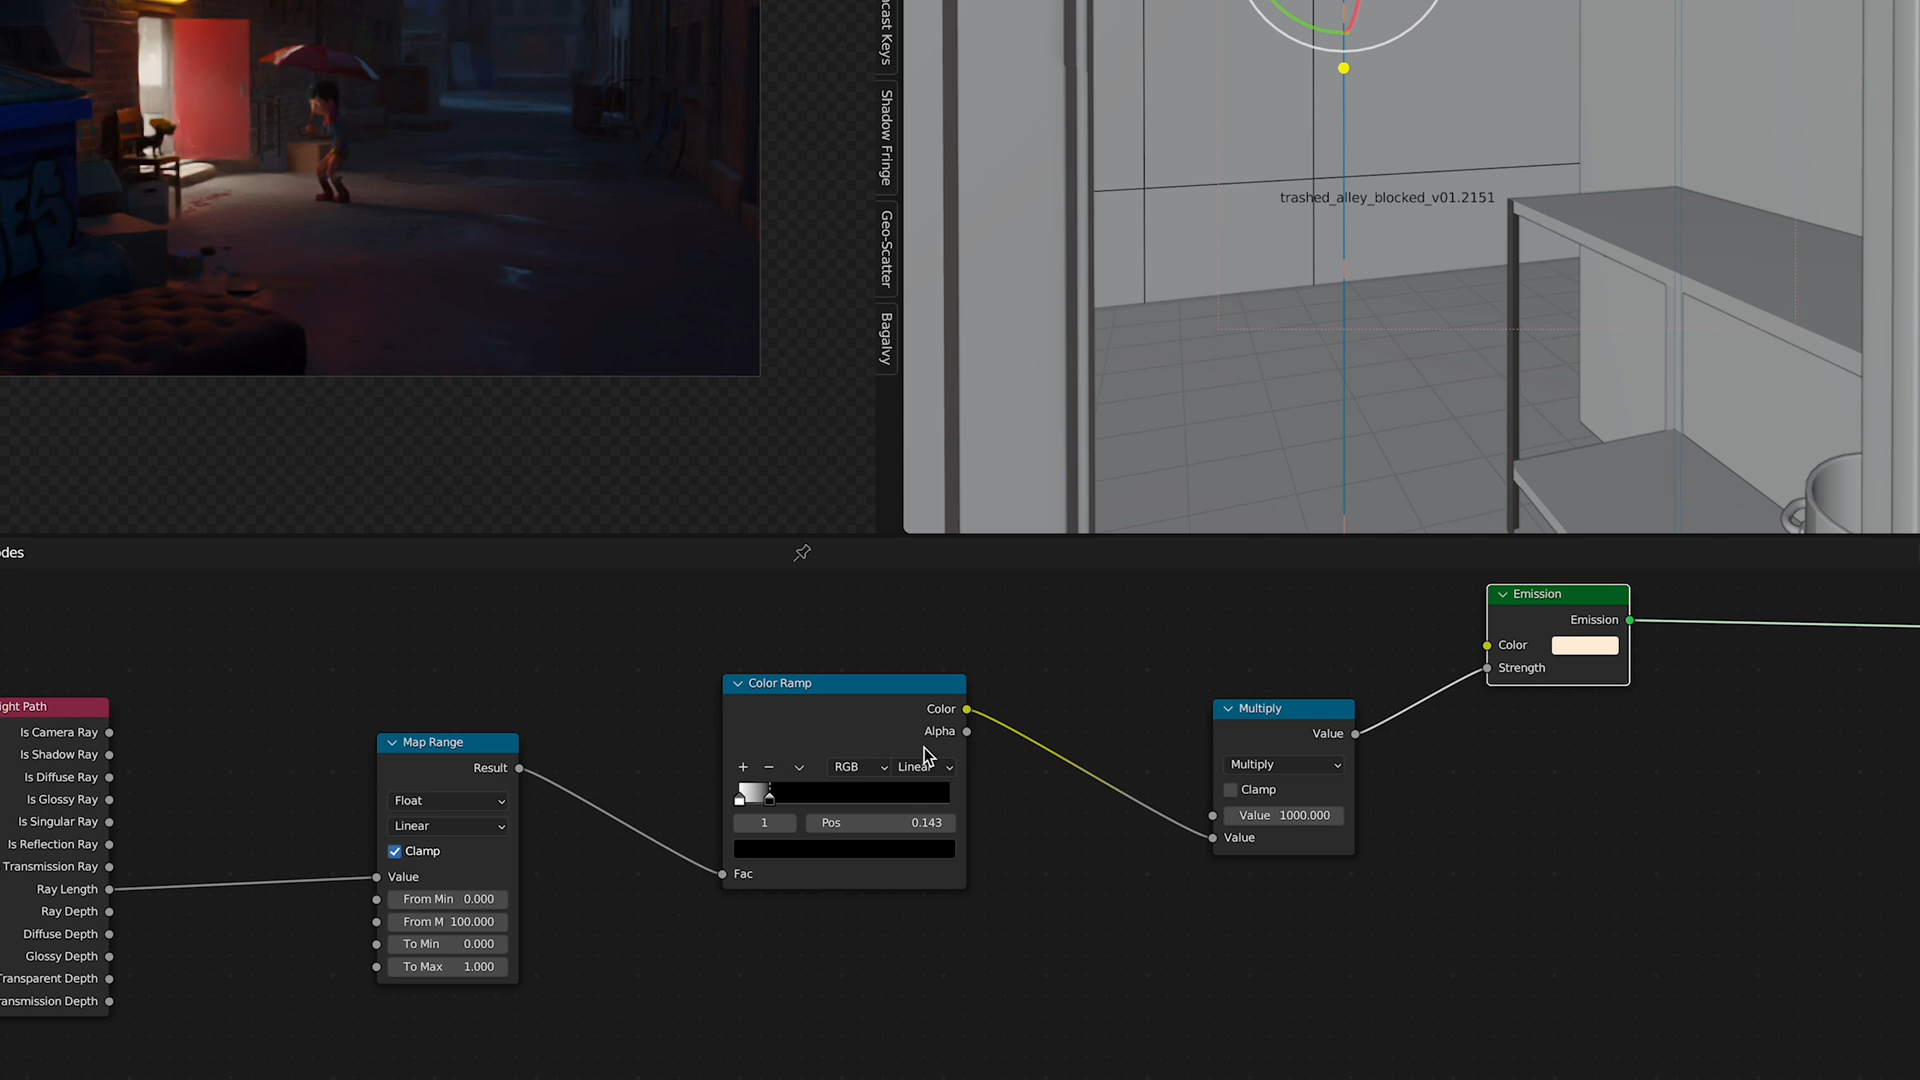 cast Keys
Shadow Fringe
Geo-Scatter
Bagalvy
trashed_alley_blocked_v01.2151
odes
ight Path
Is Camera Ray
Is Shadow Ray
Is Diffuse Ray
Is Glossy Ray
Is Singular Ray
Is Reflection Ray
Transmission Ray
Ray Length
Ray Depth
Diffuse Depth
Glossy Depth
Transparent Depth
ansmission Depth
Map Range
Result
Float
Linear
Clamp
Value
From Min 0.000
From M 100.000
To Min 0.000
To Max 1.000
Color Ramp
Color
Alpha
+ − RGB Linear
1 Pos 0.143
Fac
Multiply
Value
Multiply
Clamp
Value 1000.000
Value
Emission
Emission
Color
Strength